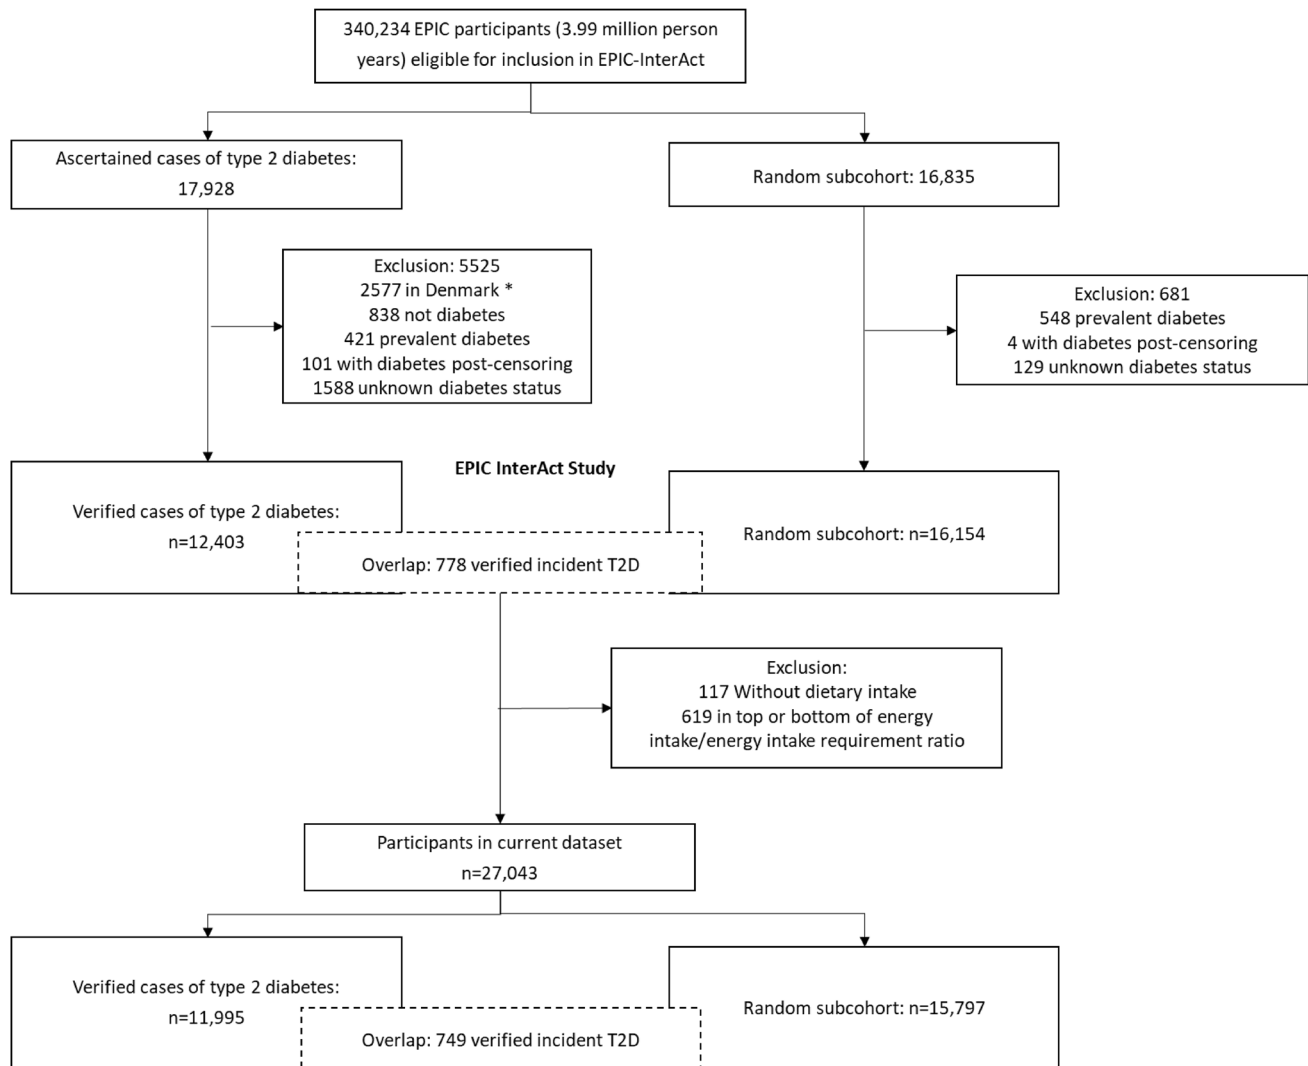 340,234 EPIC participants (3.99 million person
years) eligible for inclusion in EPIC-InterAct
Ascertained cases of type 2 diabetes:
17,928
Random subcohort: 16,835
Exclusion: 5525
2577 in Denmark *
838 not diabetes
421 prevalent diabetes
101 with diabetes post-censoring
1588 unknown diabetes status
Exclusion: 681
548 prevalent diabetes
4 with diabetes post-censoring
129 unknown diabetes status
EPIC InterAct Study
Verified cases of type 2 diabetes:
n=12,403
Random subcohort: n=16,154
Overlap: 778 verified incident T2D
Exclusion:
117 Without dietary intake
619 in top or bottom of energy
intake/energy intake requirement ratio
Participants in current dataset
n=27,043
Verified cases of type 2 diabetes:
n=11,995
Random subcohort: n=15,797
Overlap: 749 verified incident T2D